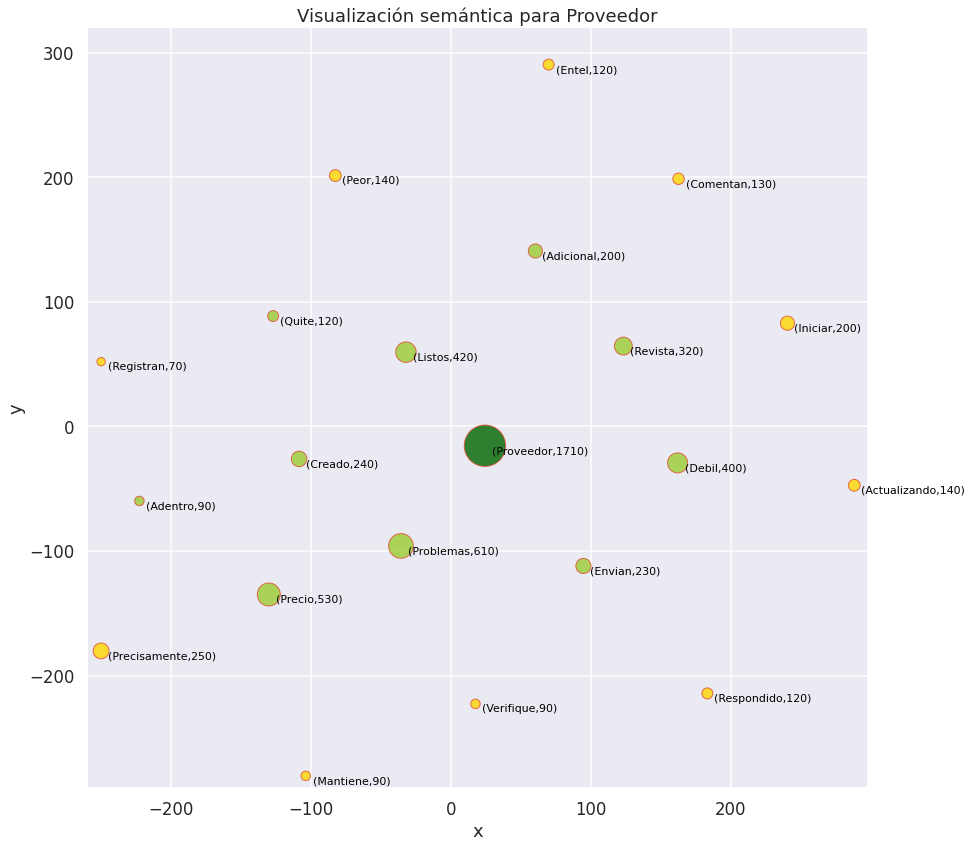 Visualización semántica para Proveedor
300
(Entel,120)
200
(Peor,140)
(Comentan,130)
(Adicional,200)
100
(Quite,120)
(Iniciar,200)
(Registran,70)
(Listos,420)
(Revista,320)
y
0
(Proveedor,1710)
(Creado,240)
(Debil,400)
(Adentro,90)
(Actualizando,140)
−100
(Problemas,610)
(Envian,230)
(Precio,530)
(Precisamente,250)
−200
(Respondido,120)
(Verifique,90)
(Mantiene,90)
−200 −100 0 100 200
x